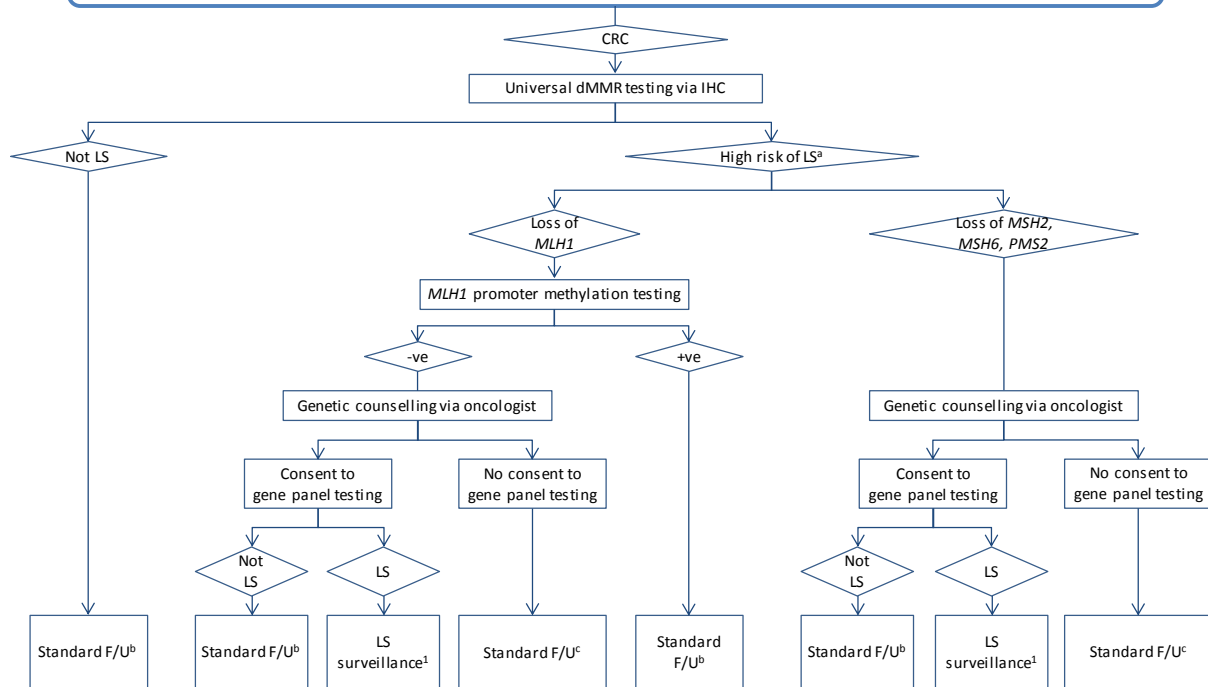 CRC
Universal dMMR testing via IHC
Not LS
High risk of LSᵃ
Loss of
MLH1
Loss of MSH2,
MSH6, PMS2
MLH1 promoter methylation testing
-ve
+ve
Genetic counselling via oncologist
Genetic counselling via oncologist
Consent to
gene panel testing
No consent to
gene panel testing
Consent to
gene panel testing
No consent to
gene panel testing
Not
LS
LS
Not
LS
LS
Standard F/Uᵇ
Standard F/Uᵇ
LS
surveillance¹
Standard F/Uᶜ
Standard
F/Uᵇ
Standard F/Uᵇ
LS
surveillance¹
Standard F/Uᶜ